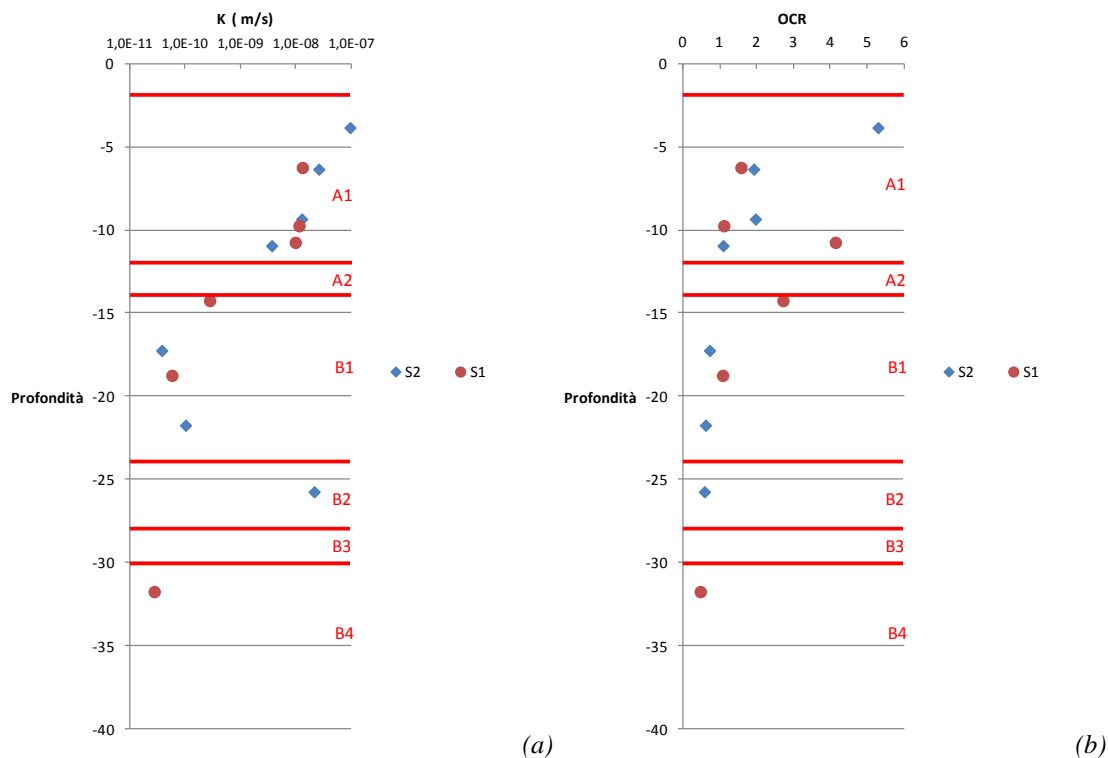 K ( m/s)
1,0E-11 1,0E-10 1,0E-09 1,0E-08 1,0E-07
0
-5
-10
-15
-20
-25
-30
-35
-40
Profondità
A1
A2
B1
B2
B3
B4
S2 S1
(a)
OCR
0 1 2 3 4 5 6
0
-5
-10
-15
-20
-25
-30
-35
-40
Profondità
A1
A2
B1
B2
B3
B4
S2 S1
(b)